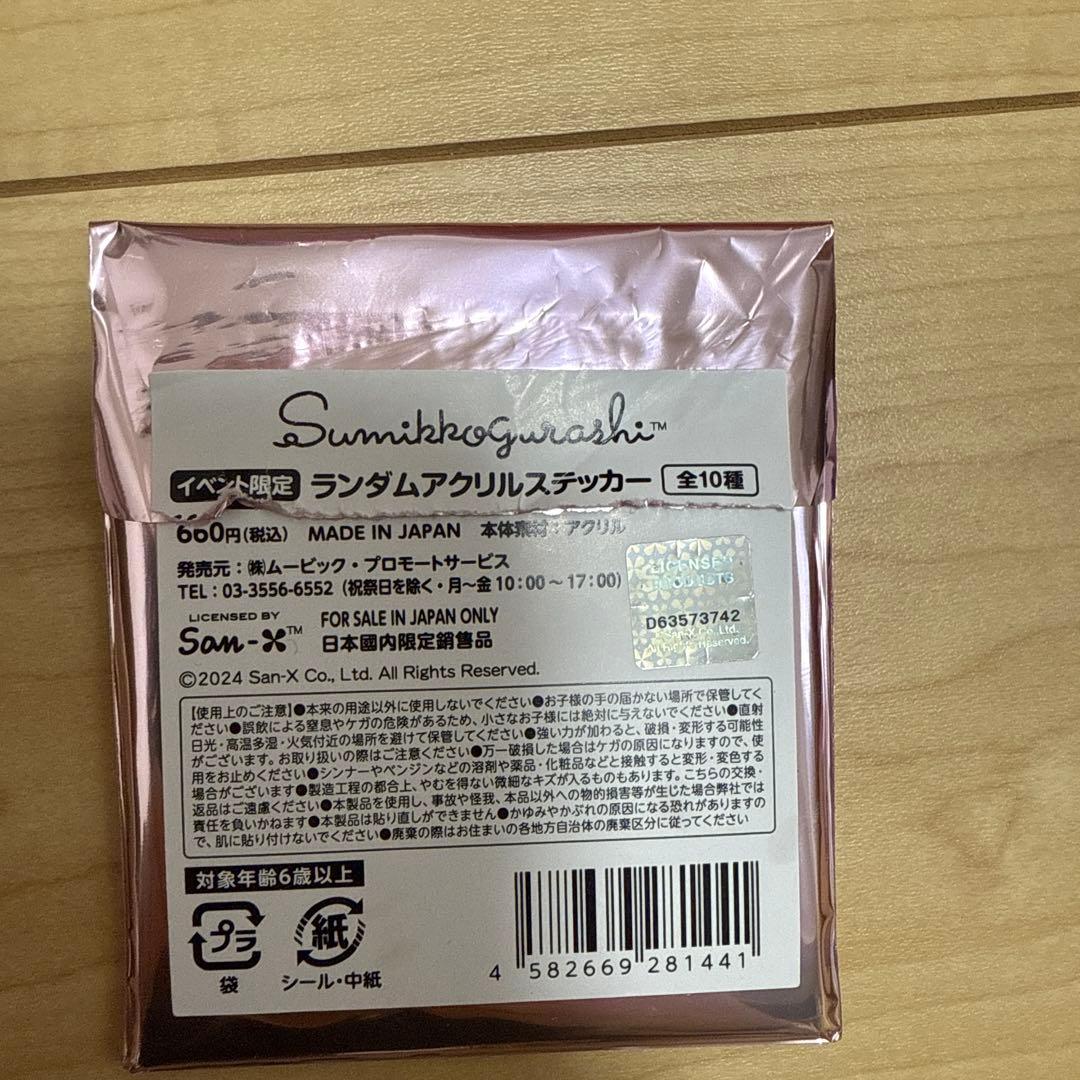 Sumikkogurashi™
イベント限定 ランダムアクリルステッカー 全10種
660円(税込) MADE IN JAPAN 本体素材:アクリル
発売元:㈱ムービック・プロモートサービス
TEL:03-3556-6552(祝祭日を除く・月〜金10:00〜17:00)
LICENSED BY
San-X™
FOR SALE IN JAPAN ONLY
日本國内限定銷售品
LICENSED
PRODUCTS
D63573742
San-X Co., Ltd.
All Rights Reserved.
©2024 San-X Co., Ltd. All Rights Reserved.
【使用上のご注意】●本来の用途以外に使用しないでください●お子様の手の届かない場所で保管してく
ださい●誤飲による窒息やケガの危険があるため、小さなお子様には絶対に与えないでください●直射
日光・高温多湿・火気付近の場所を避けて保管してください●強い力が加わると、破損・変形する可能性
がございます。お取り扱いの際はご注意ください●万一破損した場合はケガの原因になりますので、使
用をお止めください●シンナーやベンジンなどの溶剤や薬品・化粧品などと接触すると変形・変色する
場合がございます●製造工程の都合上、やむを得ない微細なキズが入るものもあります。こちらの交換・
返品はご遠慮ください●本製品を使用し、事故や怪我、本品以外への物的損害等が生じた場合弊社では
責任を負いかねます●本製品は貼り直しができません●かゆみやかぶれの原因になる恐れがありますの
で、肌に貼り付けないでください●廃棄の際はお住まいの各地方自治体の廃棄区分に従ってください
対象年齢6歳以上
プラ
袋
紙
シール・中紙
4 582669 281441